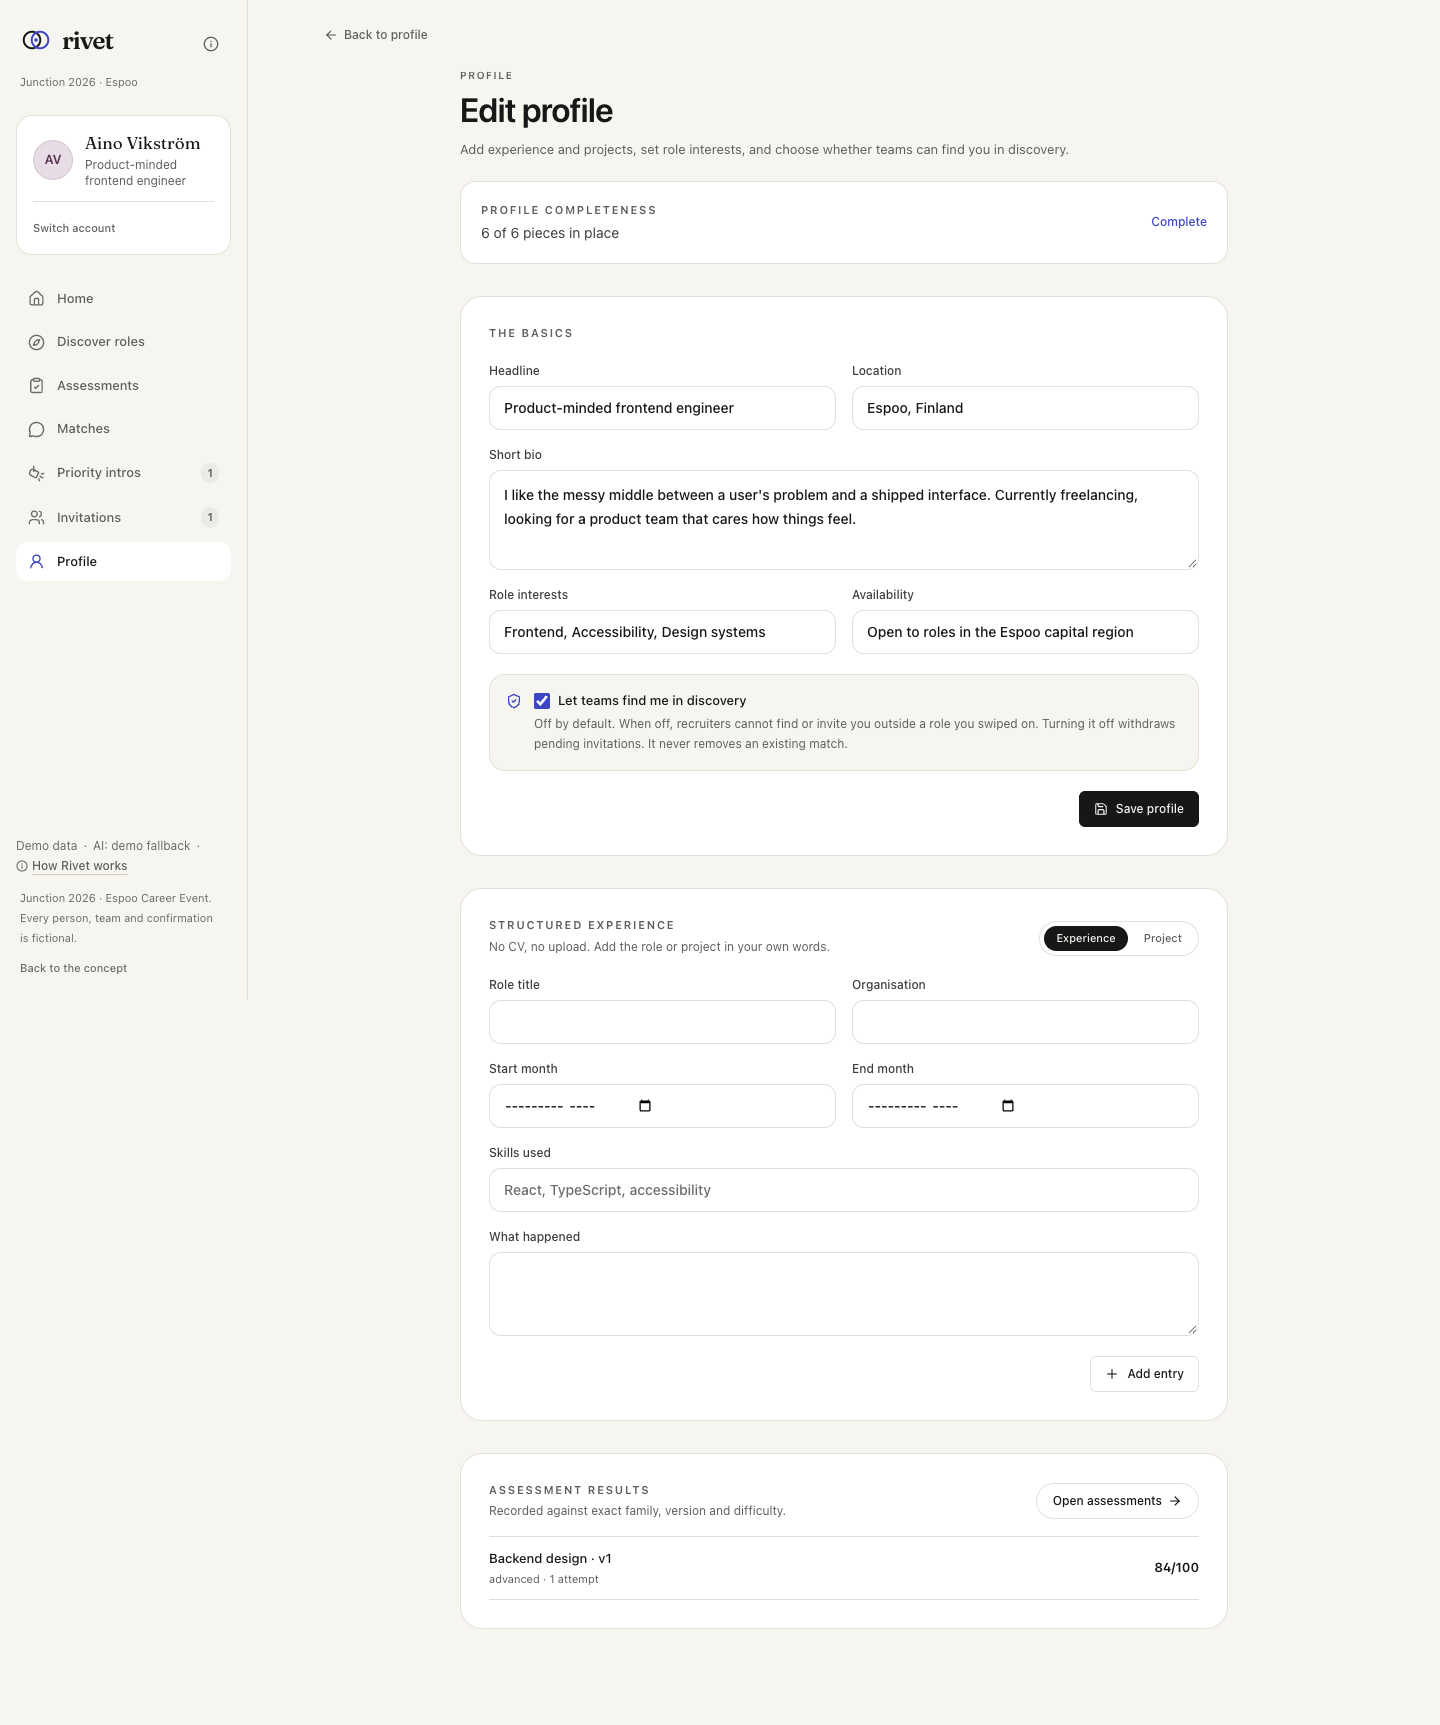 rivet
Junction 2026 · Espoo
AV
Aino Vikström
Product-minded
frontend engineer
Switch account
Home
Discover roles
Assessments
Matches
Priority intros 1
Invitations 1
Profile
Demo data · AI: demo fallback ·
How Rivet works
Junction 2026 · Espoo Career Event.
Every person, team and confirmation
is fictional.
Back to the concept
Back to profile
PROFILE
Edit profile
Add experience and projects, set role interests, and choose whether teams can find you in discovery.
PROFILE COMPLETENESS
6 of 6 pieces in place
Complete
THE BASICS
Headline
Location
Product-minded frontend engineer
Espoo, Finland
Short bio
I like the messy middle between a user's problem and a shipped interface. Currently freelancing,
looking for a product team that cares how things feel.
Role interests
Availability
Frontend, Accessibility, Design systems
Open to roles in the Espoo capital region
Let teams find me in discovery
Off by default. When off, recruiters cannot find or invite you outside a role you swiped on. Turning it off withdraws
pending invitations. It never removes an existing match.
Save profile
STRUCTURED EXPERIENCE
No CV, no upload. Add the role or project in your own words.
Experience
Project
Role title
Organisation
Start month
End month
--------- ----
--------- ----
Skills used
React, TypeScript, accessibility
What happened
Add entry
ASSESSMENT RESULTS
Recorded against exact family, version and difficulty.
Open assessments
Backend design · v1
advanced · 1 attempt
84/100